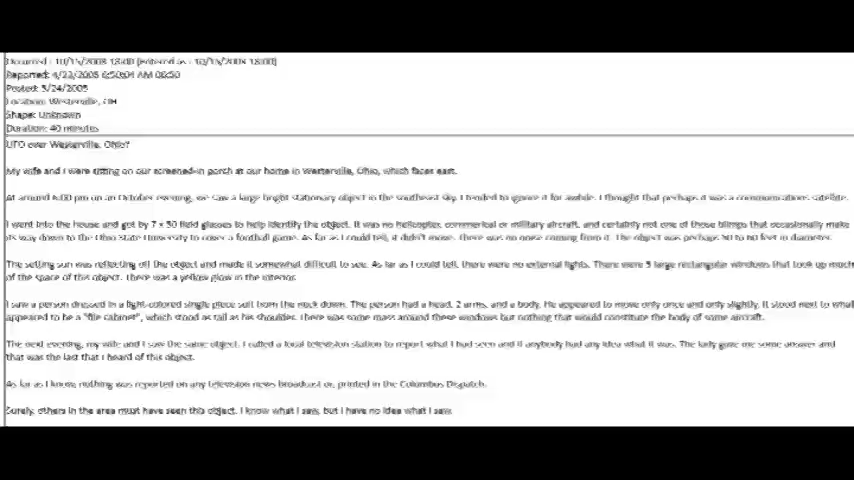 Occurred : 10/15/2003 18:00 (Entered as : 10/15/2003 18:00)
Reported: 4/22/2005 6:50:04 AM 06:50
Posted: 5/24/2005
Location: Westerville, OH
Shape: Unknown
Duration: 40 minutes
UFO over Westerville, Ohio?
My wife and I were sitting on our screened-in porch at our home in Westerville, Ohio, which faces east.
At around 6:00 pm on an October evening, we saw a large bright stationary object in the southeast sky. I tended to ignore it for awhile. I thought that perhaps it was a communications satellite.
I went into the house and got by 7 x 50 field glasses to help identify the object. It was no helicopter, commerical or military aircraft, and certainly not one of those blimps that occasionally make
its way down to the Ohio State University to cover a football game. As far as I could tell, it didn't move. There was no noise coming from it. The object was perhaps 50 to 60 feet in diameter.
The setting sun was reflecting off the object and made it somewhat difficult to see. As far as I could tell, there were no external lights. There were 3 large rectangular windows that took up much
of the space of this object. There was a yellow glow in the interior.
I saw a person dressed in a light-colored single piece suit from the neck down. The person had a head, 2 arms, and a body. He appeared to move only once and only slightly. It stood next to what
appeared to be a "file cabinet", which stood as tall as his shoulder. There was some mass around these windows but nothing that would constitute the body of some aircraft.
The next evening, my wife and I saw the same object. I called a local television station to report what I had seen and if anybody had any idea what it was. The lady gave me some answer and
that was the last that I heard of this object.
As far as I know, nothing was reported on any television news broadcast or, printed in the Columbus Dispatch.
Surely, others in the area must have seen this object. I know what I saw, but I have no idea what I saw.